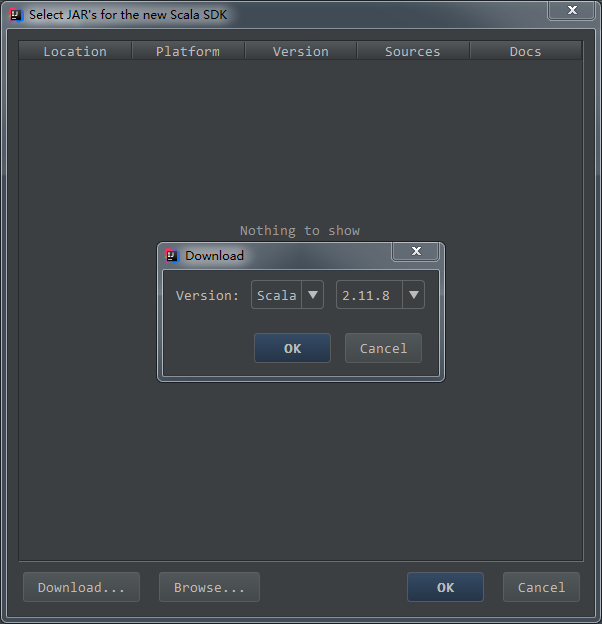 Select JAR's for the new Scala SDK
Location Platform Version Sources Docs
Nothing to show
Download
Version: Scala 2.11.8
OK Cancel
Download... Browse... OK Cancel